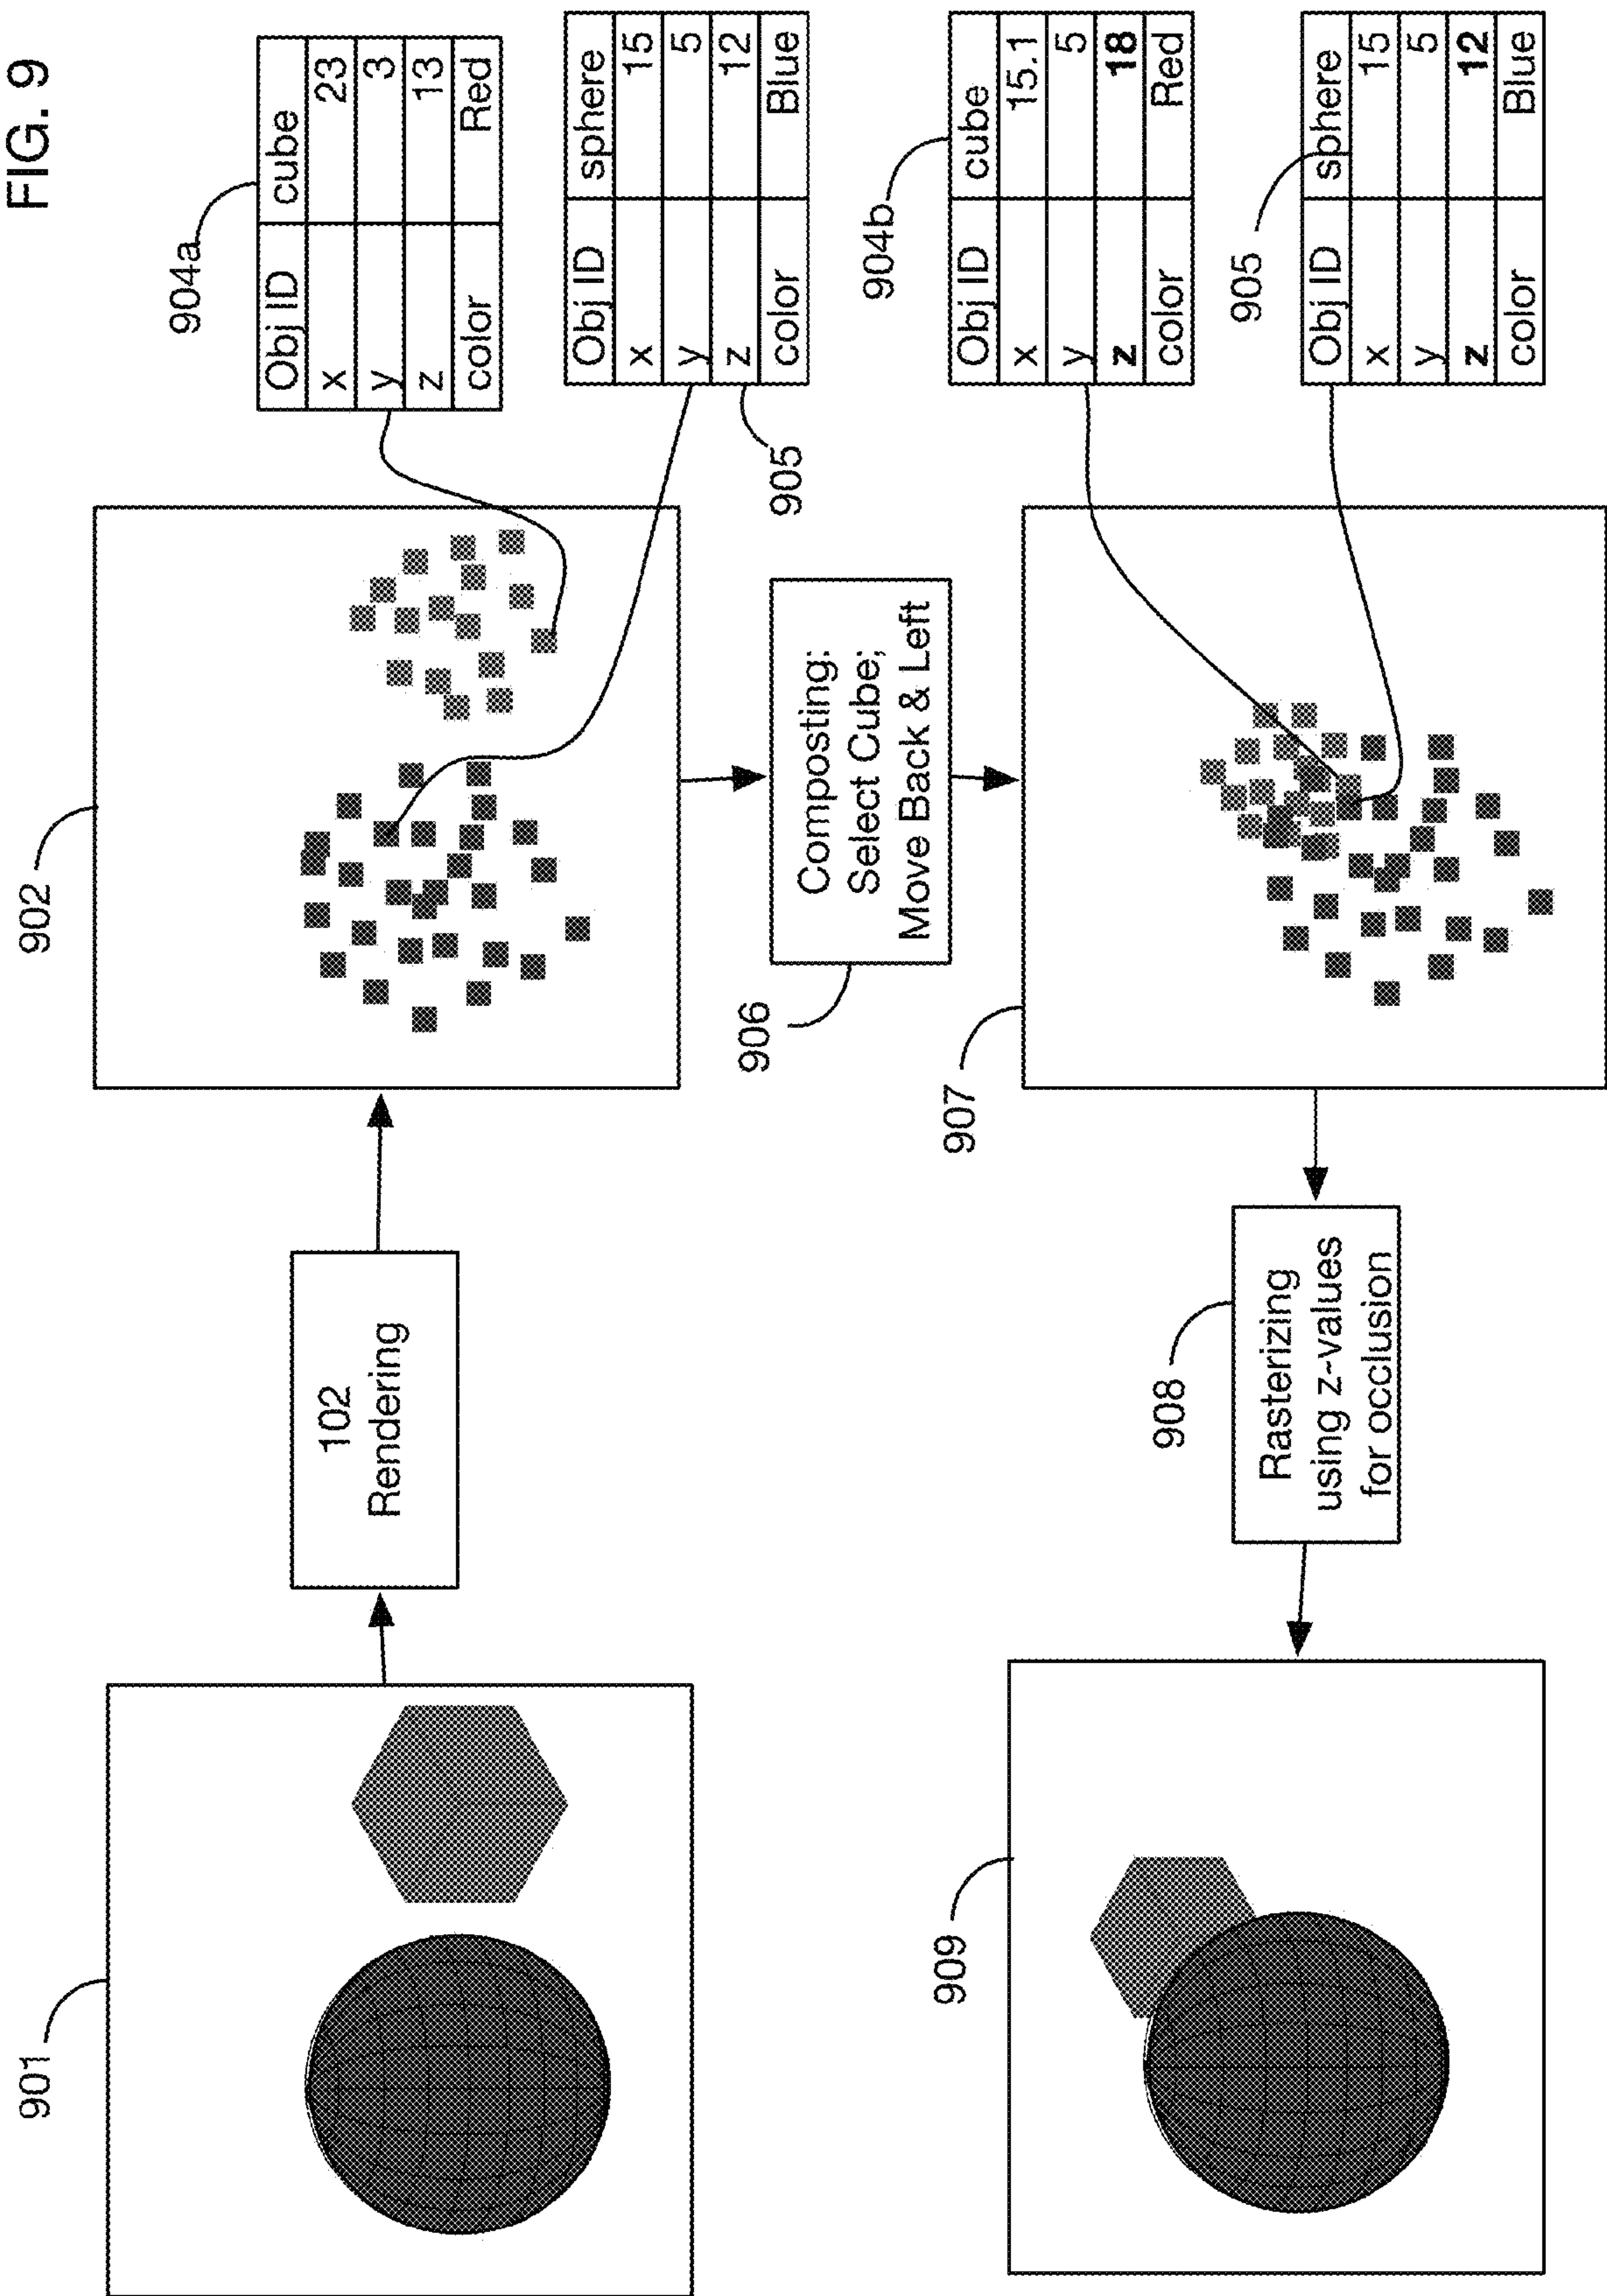 FIG. 9
901
102
Rendering
902
904a
Obj ID cube
x 23
y 3
z 13
color Red
905
Obj ID sphere
x 15
y 5
z 12
color Blue
906
Composting:
Select Cube;
Move Back & Left
907
904b
Obj ID cube
x 15.1
y 5
z 18
color Red
905
Obj ID sphere
x 15
y 5
z 12
color Blue
908
Rasterizing
using z-values
for occlusion
909